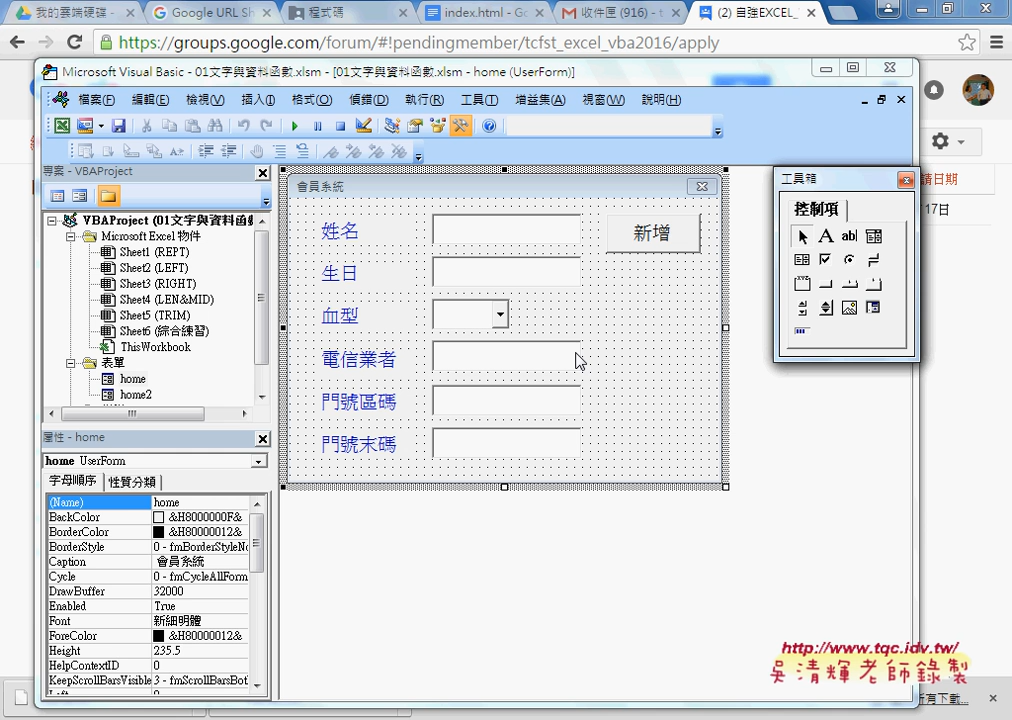 我的雲端硬碟 -
Google URL Sh
程式碼
index.html - Go
收件匣 (916) - t
(2) 自強EXCEL_
https://groups.google.com/forum/#!pendingmember/tcfst_excel_vba2016/apply
Microsoft Visual Basic - 01文字與資料函數.xlsm - [01文字與資料函數.xlsm - home (UserForm)]
檔案(F) 編輯(E) 檢視(V) 插入(I) 格式(O) 偵錯(D) 執行(R) 工具(T) 增益集(A) 視窗(W) 說明(H)
專案 - VBAProject
VBAProject (01文字與資料函數
Microsoft Excel 物件
Sheet1 (REPT)
Sheet2 (LEFT)
Sheet3 (RIGHT)
Sheet4 (LEN&MID)
Sheet5 (TRIM)
Sheet6 (綜合練習)
ThisWorkbook
表單
home
home2
屬性 - home
home UserForm
字母順序 性質分類
(Name) home
BackColor &H8000000F&
BorderColor &H80000012&
BorderStyle 0 - fmBorderStyleNo
Caption 會員系統
Cycle 0 - fmCycleAllForm
DrawBuffer 32000
Enabled True
Font 新細明體
ForeColor &H80000012&
Height 235.5
HelpContextID 0
KeepScrollBarsVisible 3 - fmScrollBarsBot
會員系統
姓名
新增
生日
血型
電信業者
門號區碼
門號末碼
工具箱
控制項
請日期
17日
http://www.tqc.idv.tw/
吳清輝老師錄製
所有下載...